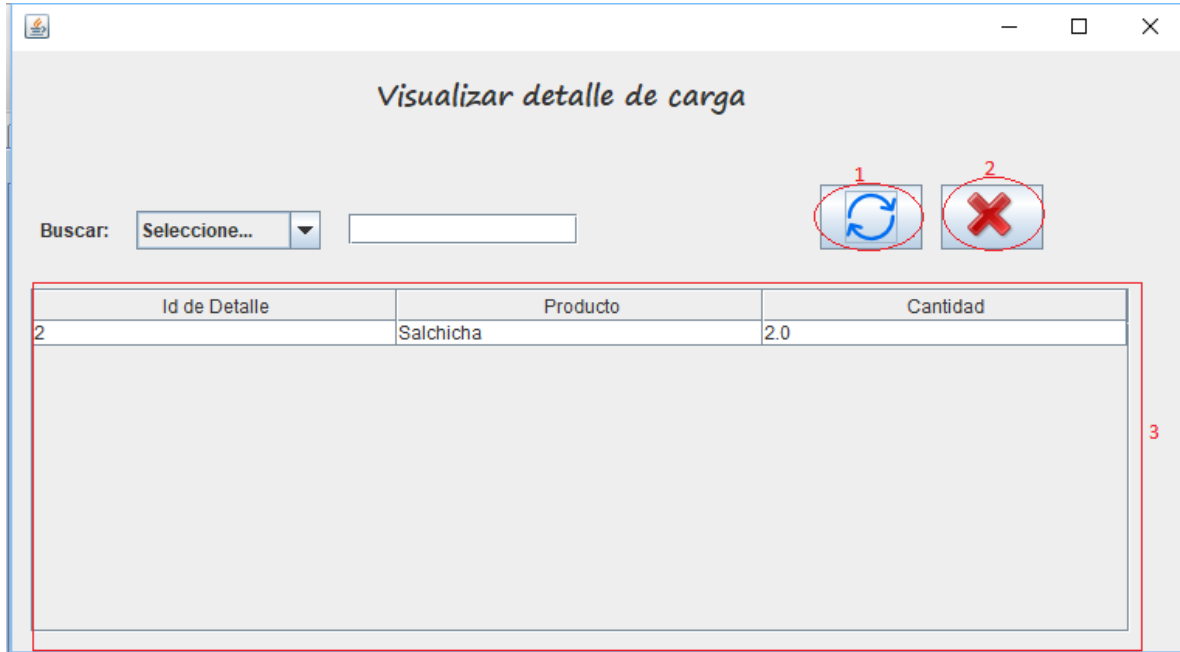 Visualizar detalle de carga
1 2
Buscar: Seleccione...
Id de Detalle Producto Cantidad
2 Salchicha 2.0
3